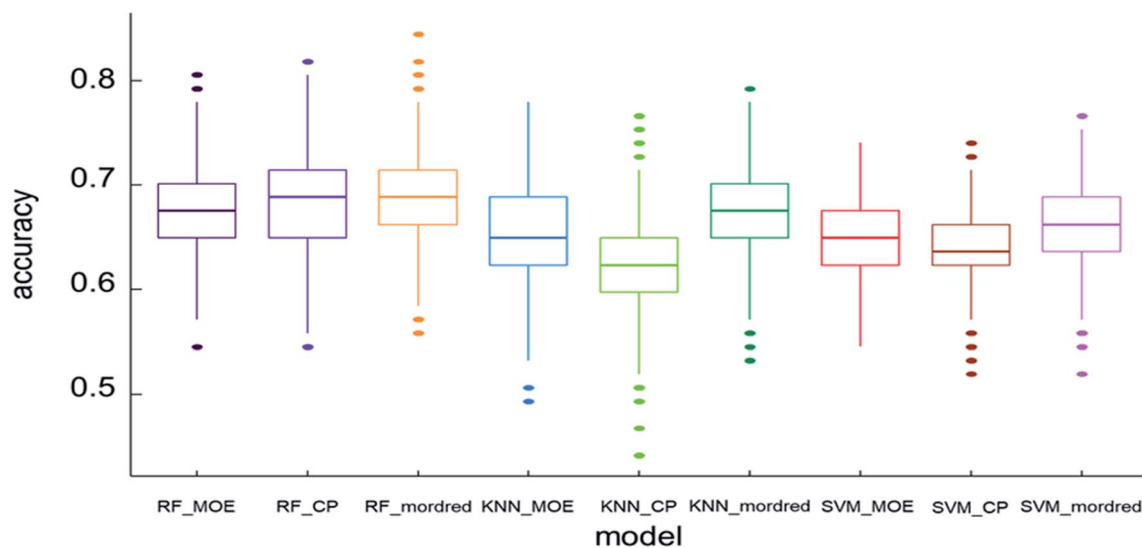 accuracy
0.8
0.7
0.6
0.5
RF_MOE RF_CP RF_mordred KNN_MOE KNN_CP KNN_mordred SVM_MOE SVM_CP SVM_mordred
model